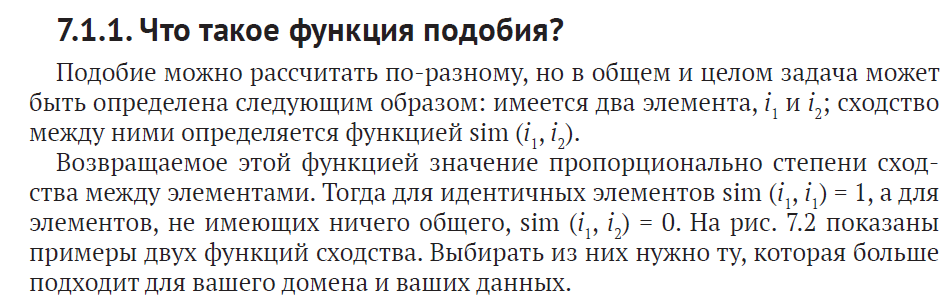 7.1.1. Что такое функция подобия?
Подобие можно рассчитать по-разному, но в общем и целом задача может
быть определена следующим образом: имеется два элемента, i₁ и i₂; сходство
между ними определяется функцией sim (i₁, i₂).
Возвращаемое этой функцией значение пропорционально степени сход-
ства между элементами. Тогда для идентичных элементов sim (i₁, i₁) = 1, а для
элементов, не имеющих ничего общего, sim (i₁, i₂) = 0. На рис. 7.2 показаны
примеры двух функций сходства. Выбирать из них нужно ту, которая больше
подходит для вашего домена и ваших данных.